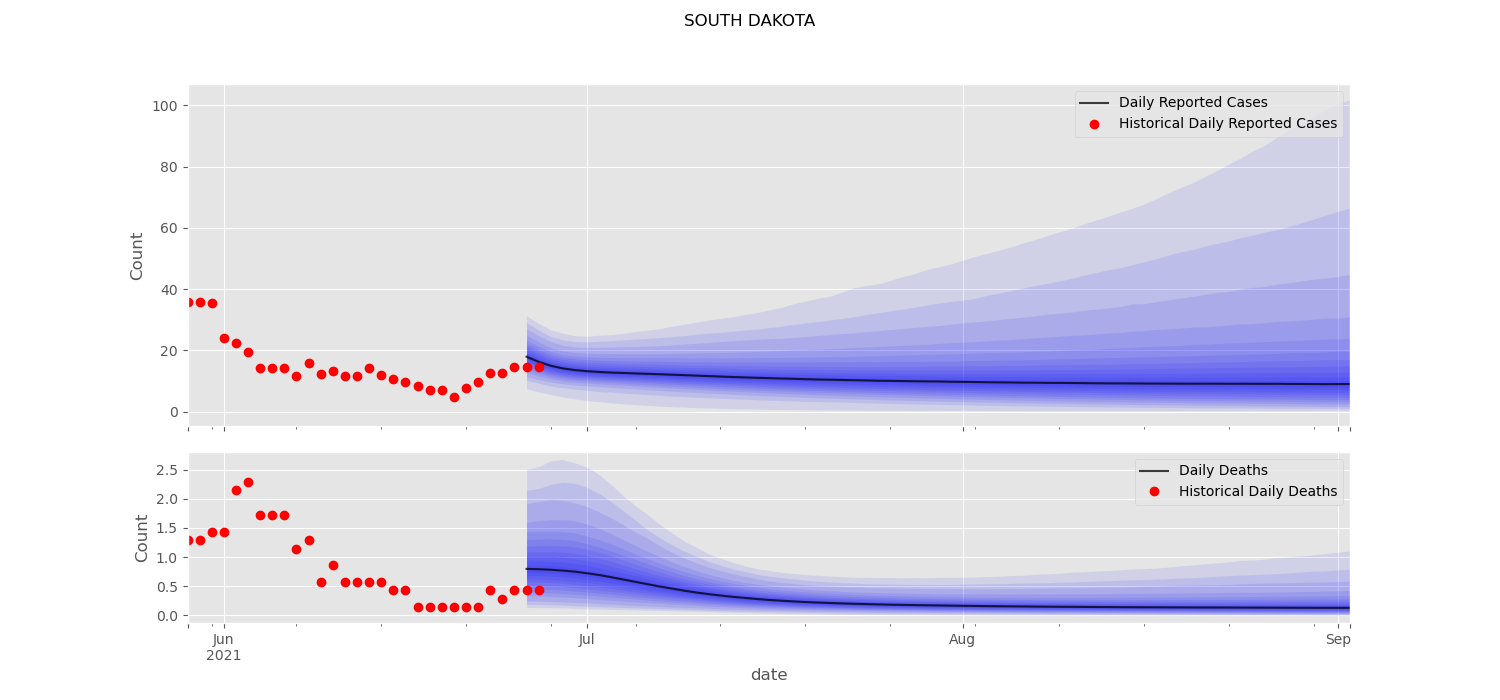 SOUTH DAKOTA
100
80
60
40
20
0
Count
Daily Reported Cases
Historical Daily Reported Cases
2.5
2.0
1.5
1.0
0.5
0.0
Count
Daily Deaths
Historical Daily Deaths
Jun
2021
Jul
Aug
Sep
date